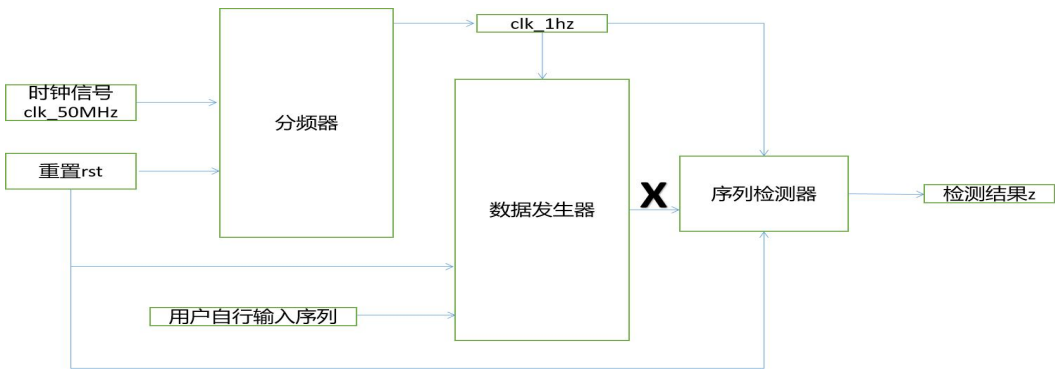 clk_1hz
时钟信号
clk_50MHz
分频器
重置rst
X
序列检测器
检测结果z
数据发生器
用户自行输入序列